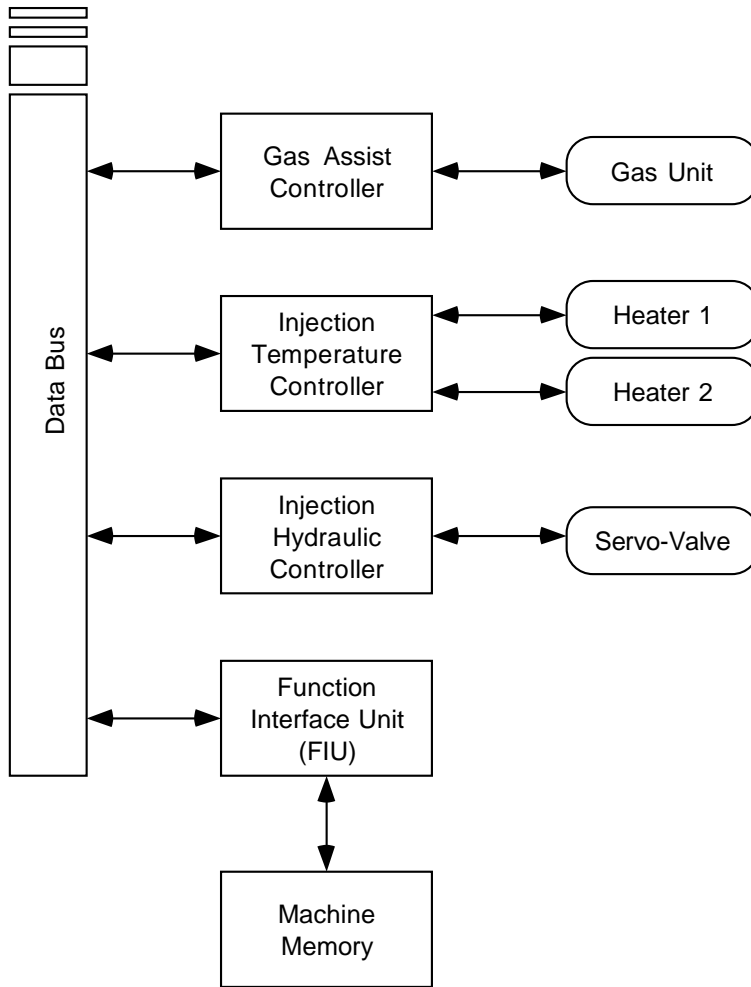 Data Bus
Gas Assist
Controller
Gas Unit
Injection
Temperature
Controller
Heater 1
Heater 2
Injection
Hydraulic
Controller
Servo-Valve
Function
Interface Unit
(FIU)
Machine
Memory